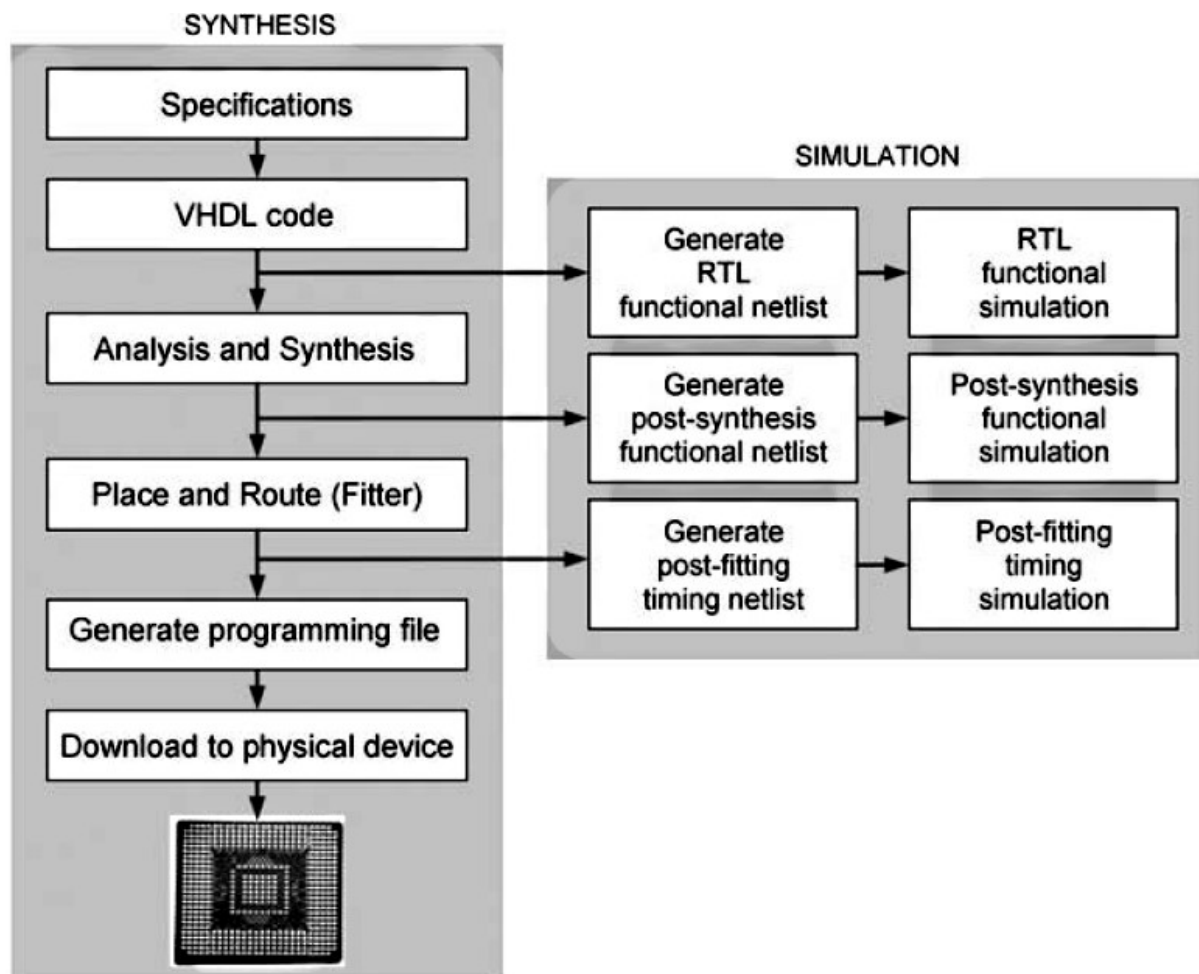 SYNTHESIS
Specifications
VHDL code
Analysis and Synthesis
Place and Route (Fitter)
Generate programming file
Download to physical device
SIMULATION
Generate
RTL
functional netlist
RTL
functional
simulation
Generate
post-synthesis
functional netlist
Post-synthesis
functional
simulation
Generate
post-fitting
timing netlist
Post-fitting
timing
simulation